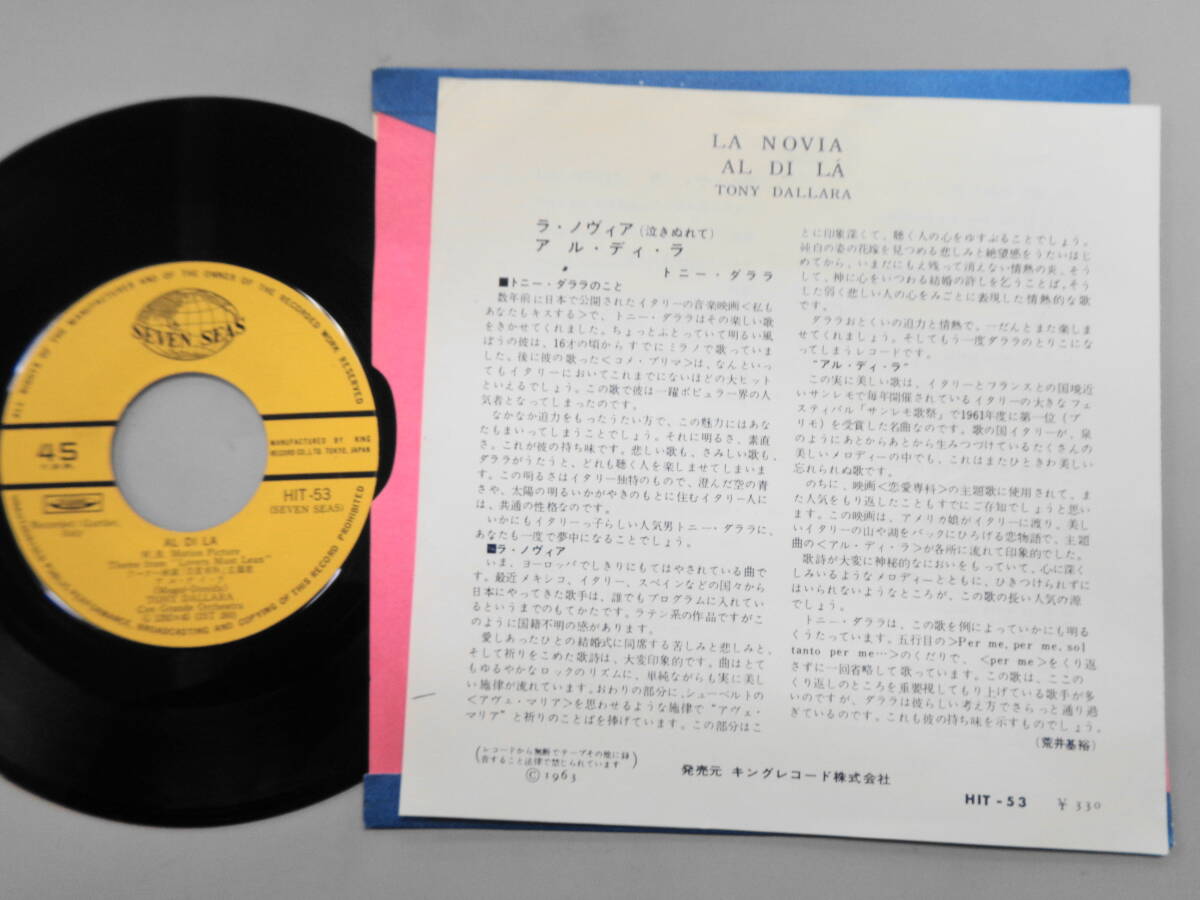 ALL RIGHTS OF THE MANUFACTURER AND OF THE OWNER OF THE RECORDED WORK RESERVED
SEVEN SEAS
45
MANUFACTURED BY KING
RECORD CO., LTD. TOKYO, JAPAN
HIT-53
(SEVEN SEAS)
AL DI LA
W.B. Motion Picture
Theme from "Lovers Must Lean"
アル・ディ・ラ
TONY DALLARA
Con Grande Orchestra
PUBLIC PERFORMANCE, BROADCASTING AND COPYING OF THIS RECORD PROHIBITED
LA NOVIA
AL DI LÁ
TONY DALLARA
ラ・ノヴィア(泣きぬれて)
アル・ディ・ラ
トニー・ダララ
■トニー・ダララのこと
数年前に日本で公開されたイタリーの音楽映画<私も
あなたもキスする>で、トニー・ダララはその楽しい歌
をきかせてくれました。ちょっとふとっていて明るい風
ぼうの彼は、16才の頃からすでにミラノで歌っていま
した。後に彼の歌った<コメ・プリマ>は、なんといっ
てもイタリーにおいてこれまでにないほどの大ヒット
といえるでしょう。この歌で彼は一躍ポピュラー界の人
気者となってしまったのです。
なかなか迫力をもったうたい方で、この魅力にはあな
たもまいってしまうことでしょう。それに明るさ、素直
さ。これが彼の持ち味です。悲しい歌も、さみしい歌も、
ダララがうたうと、どれも聴く人を楽しませてしまいま
す。この明るさはイタリー独特のもので、澄んだ空の青
さや、太陽の明るいかがやきのもとに住むイタリー人に
は、共通の性格なのです。
いかにもイタリーっ子らしい人気男トニー・ダララに、
あなたも一度で夢中になることでしょう。
■ラ・ノヴィア
いま、ヨーロッパでしきりにもてはやされている曲で
す。最近メキシコ、イタリー、スペインなどの国々から
日本にやってきた歌手は、誰でもプログラムに入れてい
るというまでのもてかたです。ラテン系の作品ですがこ
のように国籍不明の感があります。
愛しあったひとの結婚式に同席する苦しみと悲しみと、
そして祈りをこめた歌詩は、大変印象的です。曲はとて
もゆるやかなロックのリズムに、単純ながらも実に美し
い施律が流れています。おわりの部分に、シューベルトの
<アヴェ・マリア>を思わせるような施律で"アヴェ・
マリア"と祈りのことばを捧げています。この部分はこ
とに印象深くて、聴く人の心をゆすぶることでしょう。
純白の姿の花嫁を見つめる悲しみと絶望感をうたいはじ
めてから、いまだにもえ残って消えない情熱の炎、そう
して、神に心をいつわる結婚の許しを乞うことば、そう
した弱く悲しい人の心をみごとに表現した情熱的な歌
です。
ダララおとくいの迫力と情熱で、一だんとまた楽しま
せてくれましょう。そしてもう一度ダララのとりこにな
ってしまうレコードです。
"アル・ディ・ラ"
この実に美しい歌は、イタリーとフランスとの国境近
いサンレモで毎年開催されているイタリーの大きなフェ
スティバル「サンレモ歌祭」で1961年度に第一位(プ
リモ)を受賞した名曲なのです。歌の国イタリーが、泉
のようにあとからあとから生みつづけているたくさんの
美しいメロディーの中でも、これはまたひときわ美しい
忘れられぬ歌です。
のちに、映画<恋愛専科>の主題歌に使用されて、ま
た人気をもり返したこともすでにご存知でしょうと思い
ます。この映画は、アメリカ娘がイタリーに渡り、美し
いイタリーの山や湖をバックにひろげる恋物語で、主題
曲の<アル・ディ・ラ>が各所に流れて印象的でした。
歌詩が大変に神秘的なにおいをもっていて、心に深く
しみいるようなメロディーとともに、ひきつけられずに
はいられないようなところが、この歌の長い人気の源
でしょう。
トニー・ダララは、この歌を例によっていかにも明る
くうたっています。五行目の>Per me, per me, sol
tanto per me…>のくだりで、<per me>をくり返
さずに一回省略して歌っています。この歌は、ここの
くり返しのところを重要視してもり上げている歌手が多
いのですが、ダララは彼らしい考え方でさらっと通り過
ぎているのです。これも彼の持ち味を示すものでしょう。
(荒井基裕)
(レコードから無断でテープその他に録
音すること法律で禁じられています)
© 1963
発売元 キングレコード株式会社
HIT-53 ¥330